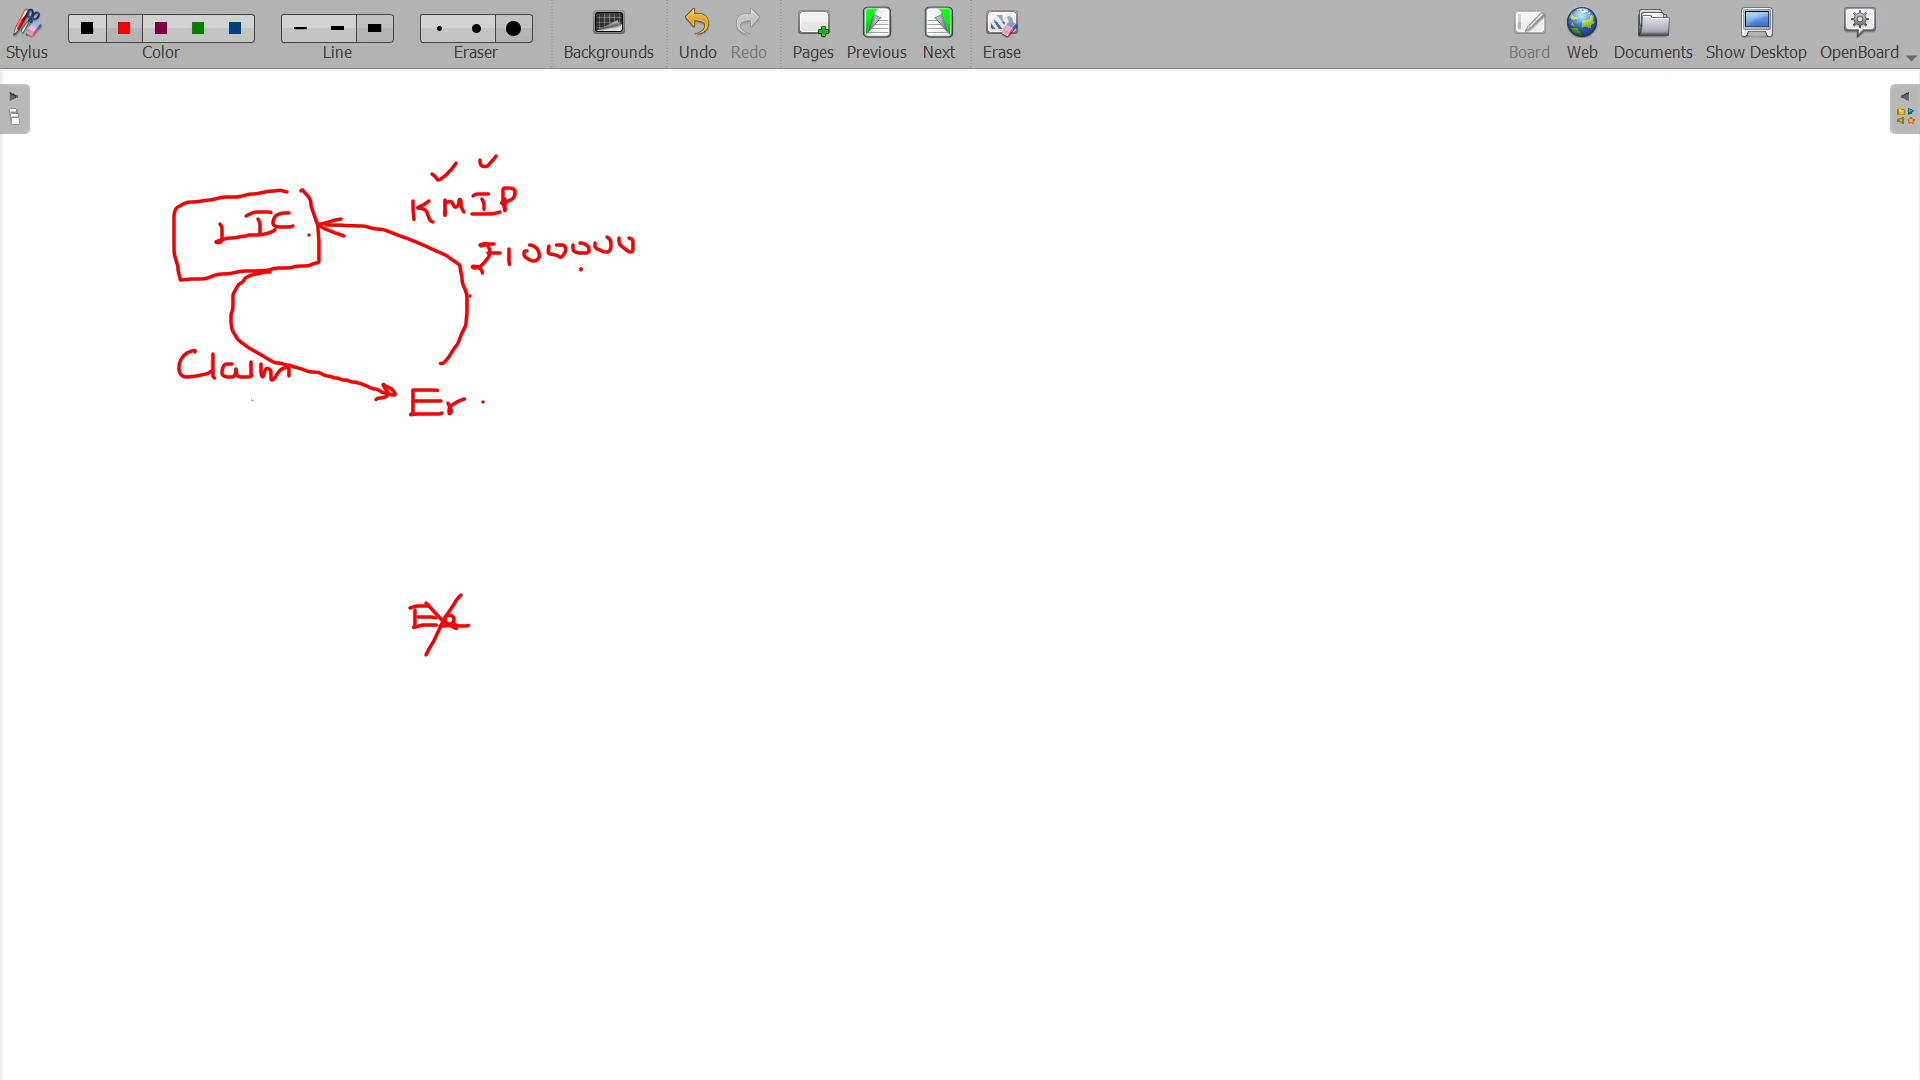 Stylus Color Line Eraser Backgrounds Undo Redo Pages Previous Next Erase Board Web Documents Show Desktop OpenBoard
KMIP
LIC
₹100000
Claim
Er